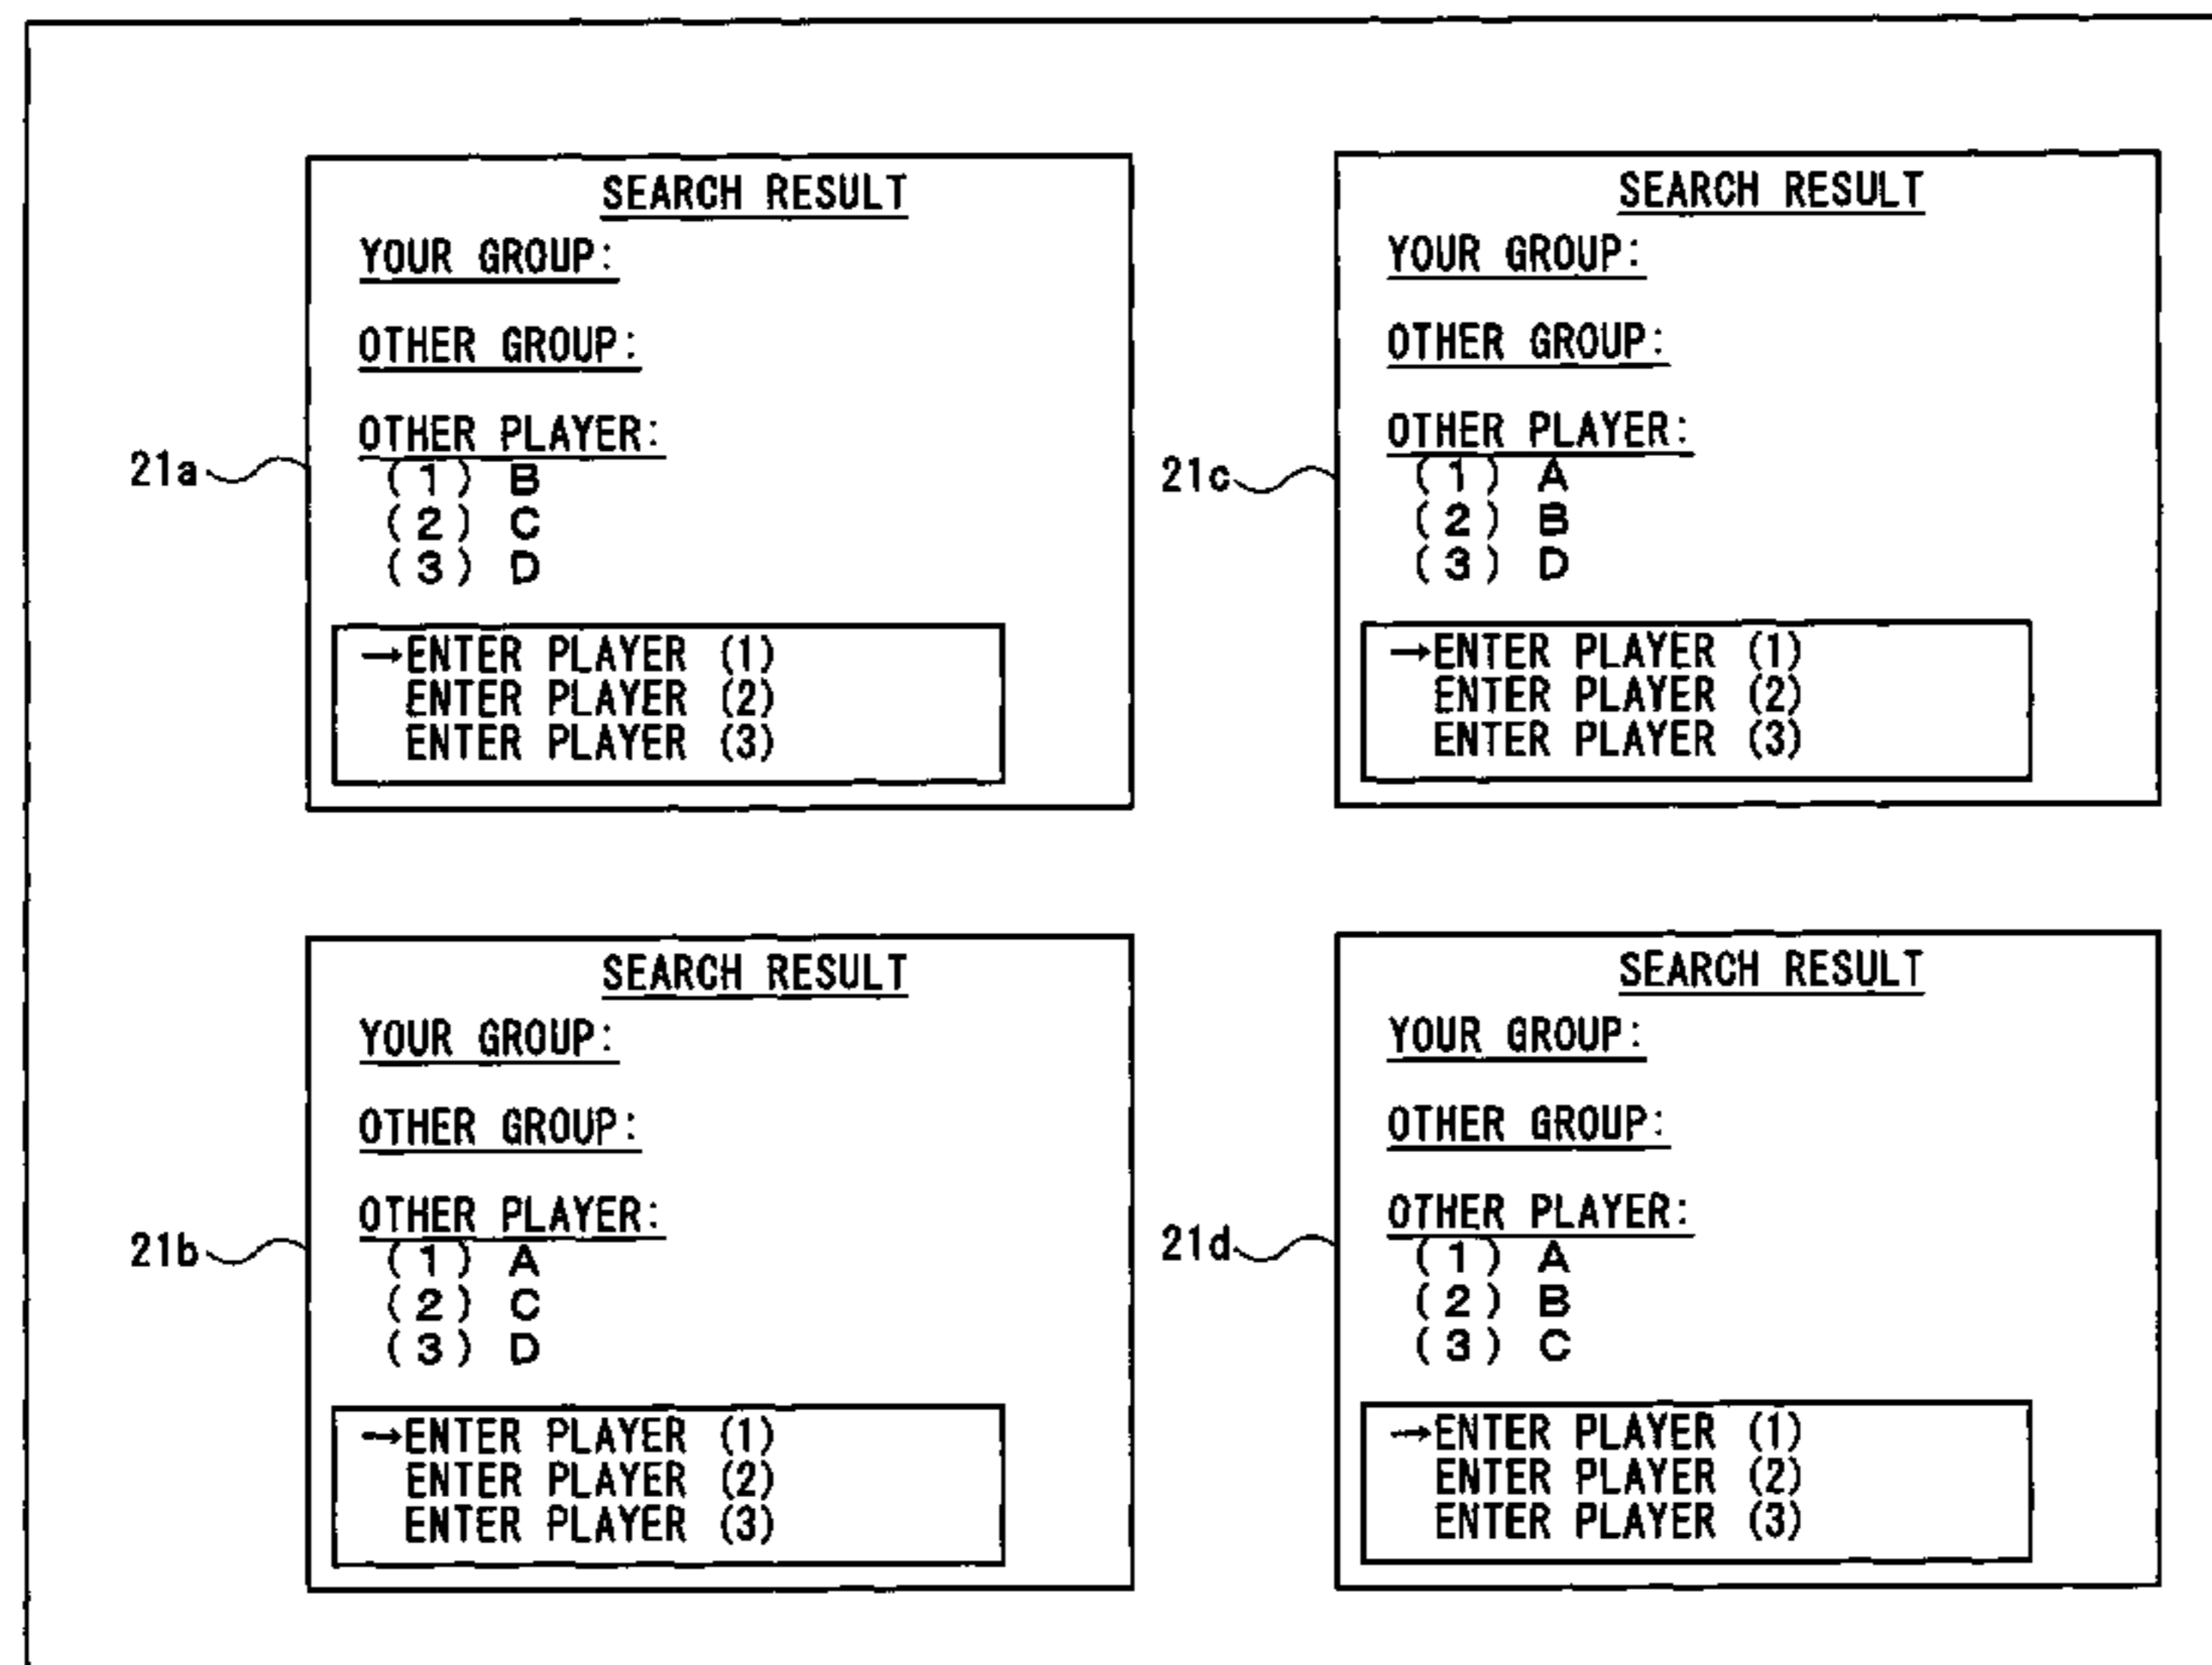 21a
SEARCH RESULT
YOUR GROUP:
OTHER GROUP:
OTHER PLAYER:
(1) B
(2) C
(3) D
→ENTER PLAYER (1)
ENTER PLAYER (2)
ENTER PLAYER (3)
21c
SEARCH RESULT
YOUR GROUP:
OTHER GROUP:
OTHER PLAYER:
(1) A
(2) B
(3) D
→ENTER PLAYER (1)
ENTER PLAYER (2)
ENTER PLAYER (3)
21b
SEARCH RESULT
YOUR GROUP:
OTHER GROUP:
OTHER PLAYER:
(1) A
(2) C
(3) D
→ENTER PLAYER (1)
ENTER PLAYER (2)
ENTER PLAYER (3)
21d
SEARCH RESULT
YOUR GROUP:
OTHER GROUP:
OTHER PLAYER:
(1) A
(2) B
(3) C
→ENTER PLAYER (1)
ENTER PLAYER (2)
ENTER PLAYER (3)